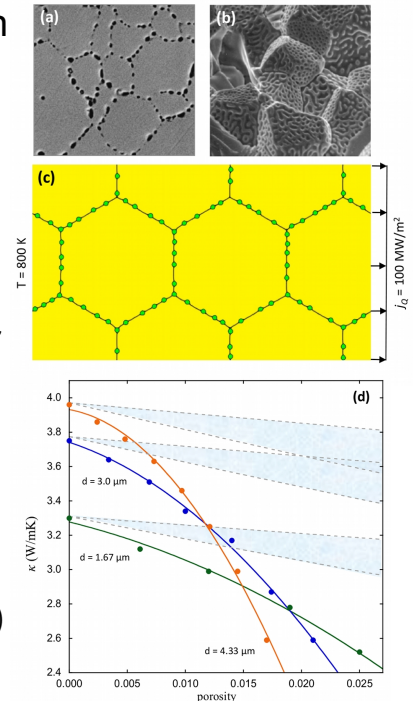 (a)
(b)
(c)
T = 800 K
j_Q = 100 MW/m²
(d)
4.0
3.8
3.6
3.4
3.2
3.0
2.8
2.6
2.4
κ (W/mK)
d = 3.0 µm
d = 1.67 µm
d = 4.33 µm
0.000 0.005 0.010 0.015 0.020 0.025
porosity